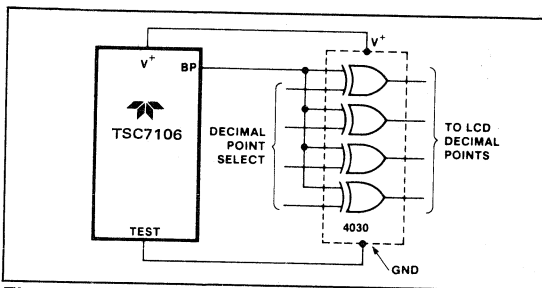 V+
V+
BP
TSC7106
DECIMAL
POINT
SELECT
TO LCD
DECIMAL
POINTS
4030
TEST
GND